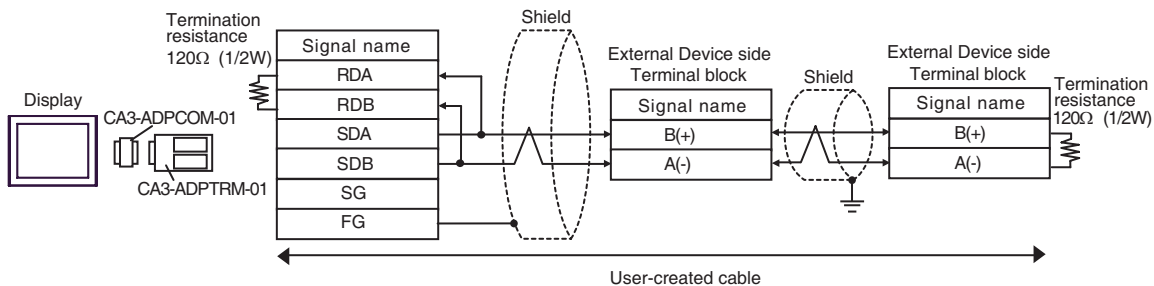 Display
CA3-ADPCOM-01
CA3-ADPTRM-01
Termination
resistance
120Ω (1/2W)
Signal name
RDA
RDB
SDA
SDB
SG
FG
Shield
External Device side
Terminal block
Signal name
B(+)
A(-)
Shield
External Device side
Terminal block
Signal name
B(+)
A(-)
Termination
resistance
120Ω (1/2W)
User-created cable